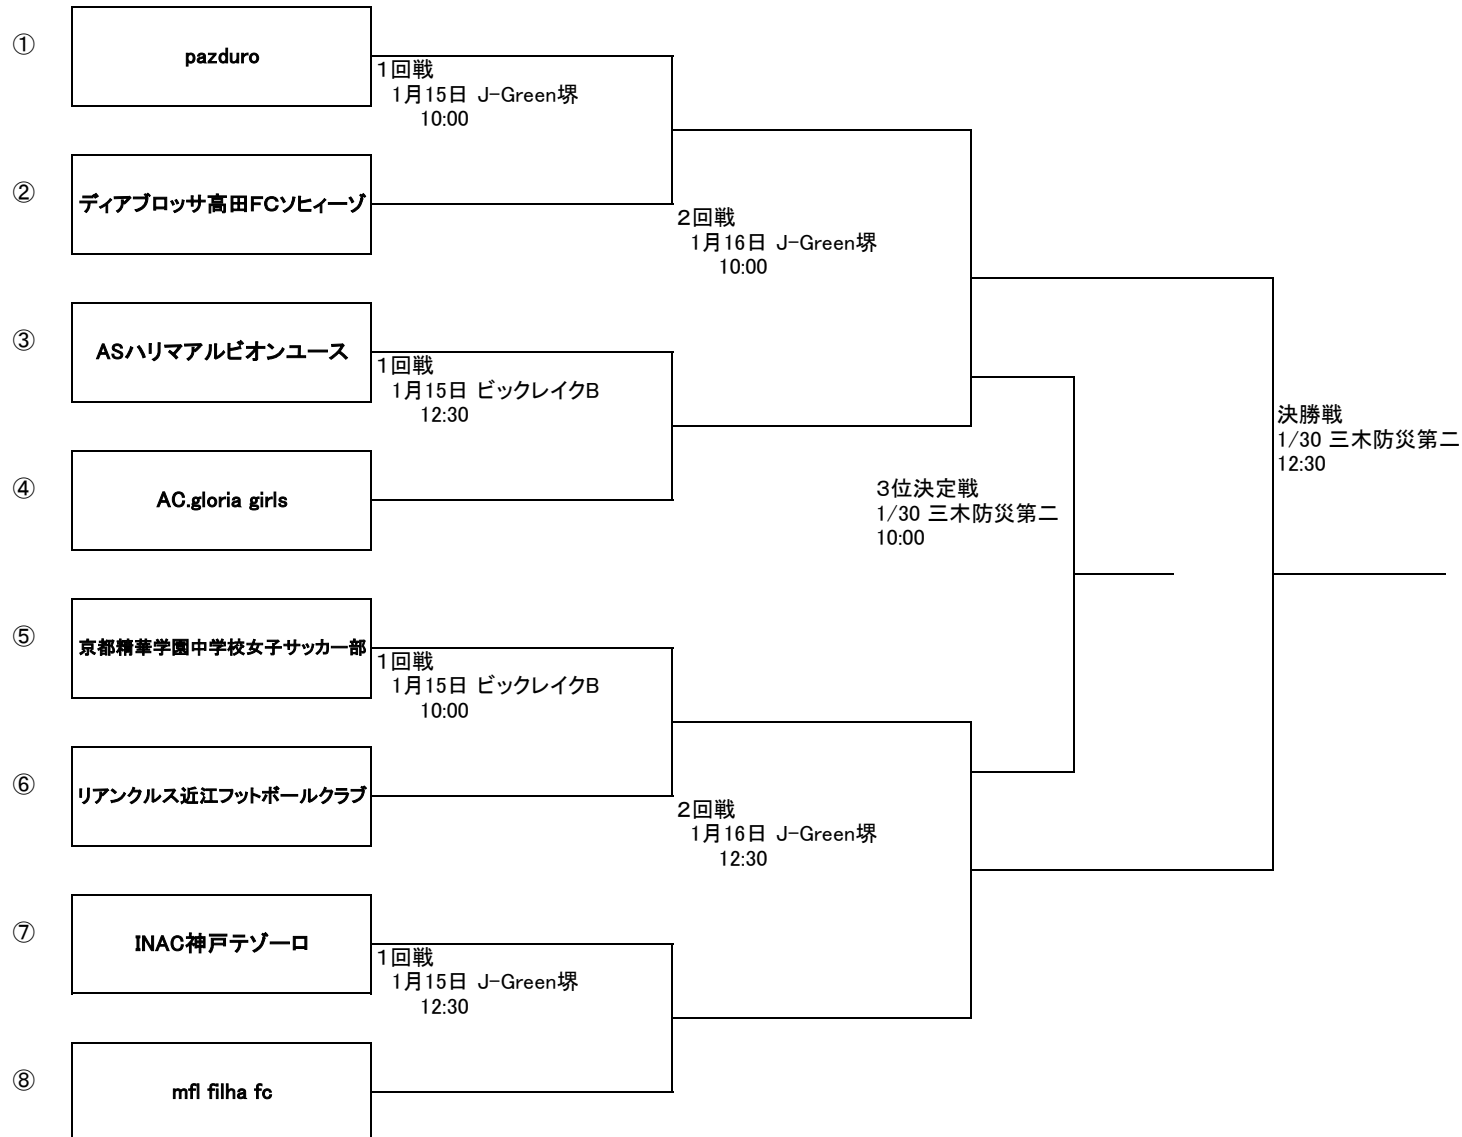 ①
pazduro
1回戦
1月15日 J-Green堺
10:00
②
ディアブロッサ高田FCソヒィーゾ
2回戦
1月16日 J-Green堺
10:00
③
ASハリマアルビオンユース
1回戦
1月15日 ビックレイクB
12:30
④
AC.gloria girls
3位決定戦
1/30 三木防災第二
10:00
決勝戦
1/30 三木防災第二
12:30
⑤
京都精華学園中学校女子サッカー部
1回戦
1月15日 ビックレイクB
10:00
⑥
リアンクルス近江フットボールクラブ
2回戦
1月16日 J-Green堺
12:30
⑦
INAC神戸テゾーロ
1回戦
1月15日 J-Green堺
12:30
⑧
mfl filha fc